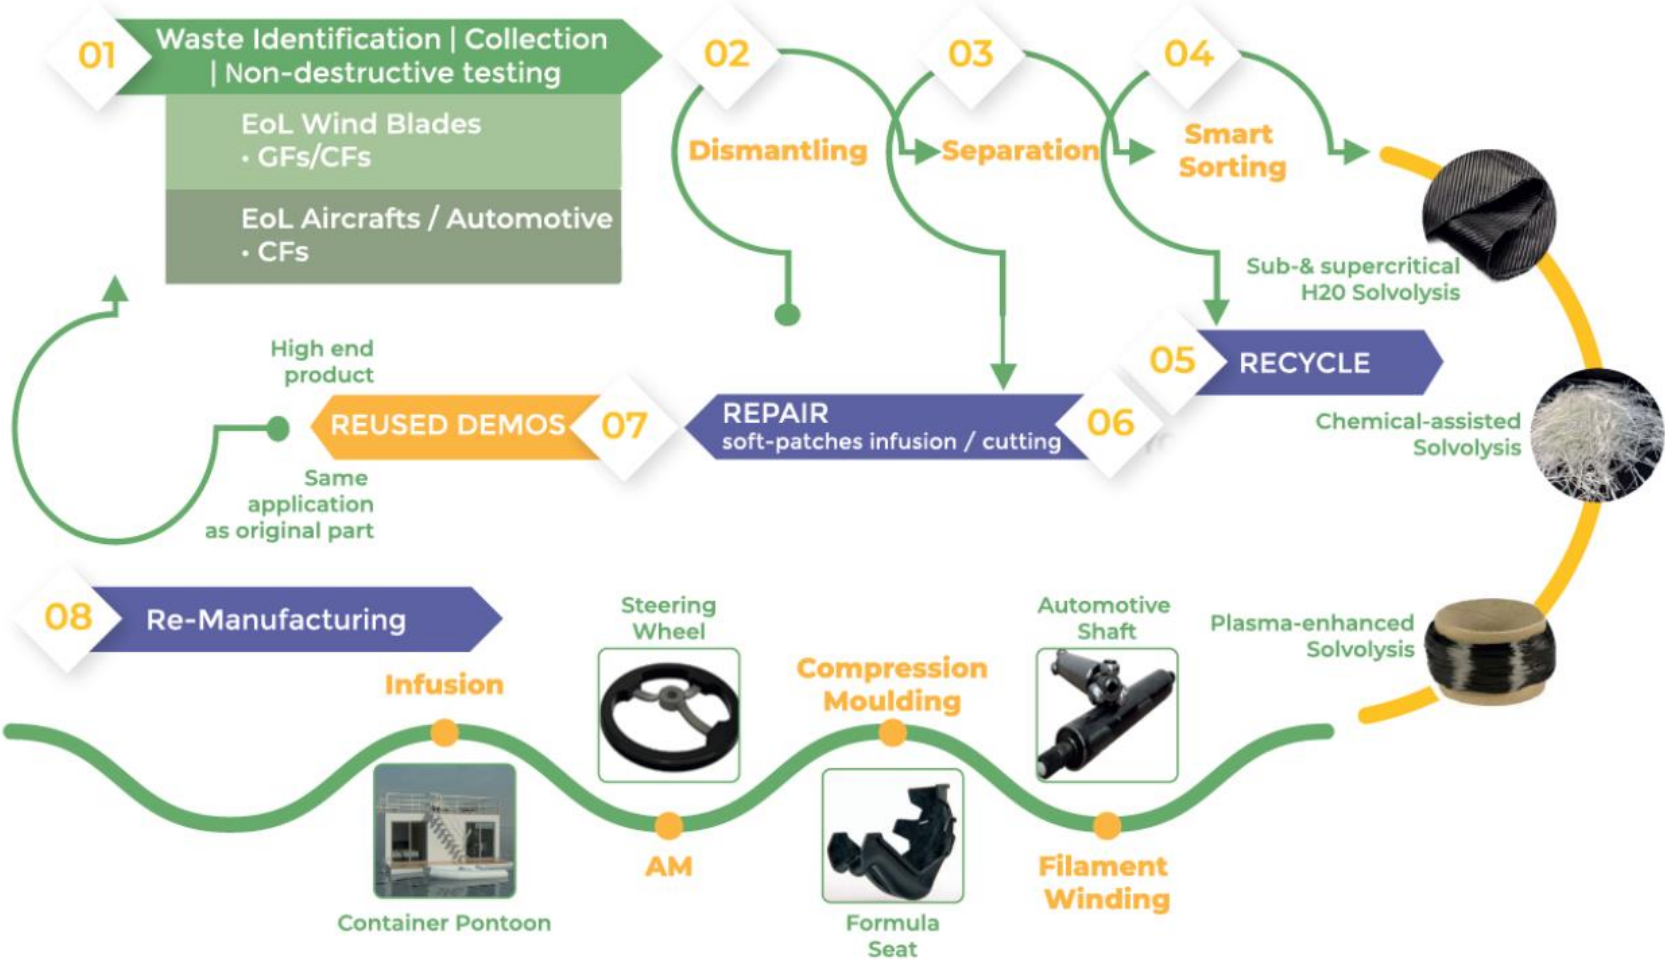 01
Waste Identification | Collection
| Non-destructive testing
EoL Wind Blades
• GFs/CFs
EoL Aircrafts / Automotive
• CFs
02
Dismantling
03
Separation
04
Smart
Sorting
Sub-& supercritical
H20 Solvolysis
05
RECYCLE
Chemical-assisted
Solvolysis
Plasma-enhanced
Solvolysis
06
REPAIR
soft-patches infusion / cutting
07
REUSED DEMOS
High end
product
Same
application
as original part
08
Re-Manufacturing
Infusion
Container Pontoon
Steering
Wheel
AM
Compression
Moulding
Formula
Seat
Automotive
Shaft
Filament
Winding